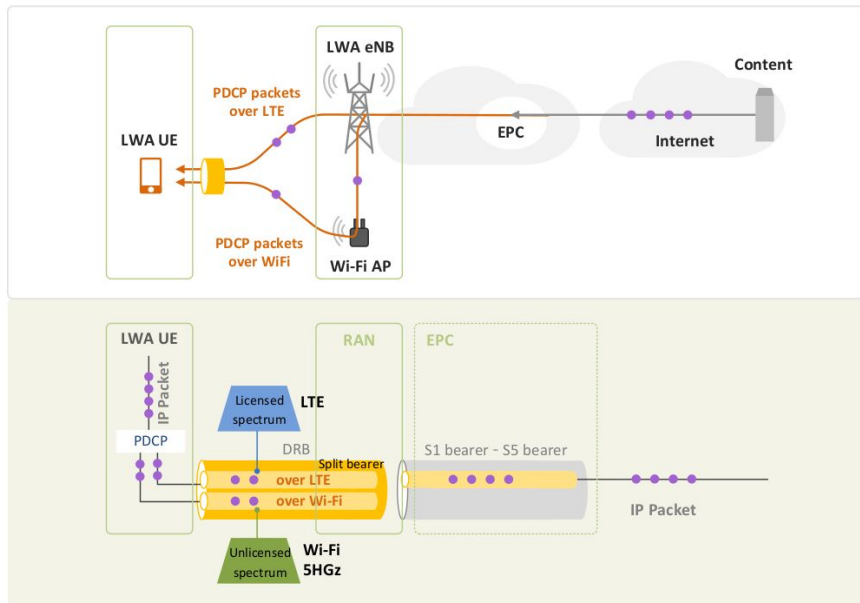 LWA eNB
Content
PDCP packets
over LTE
LWA UE
EPC
Internet
PDCP packets
over WiFi
Wi-Fi AP
LWA UE
RAN
EPC
IP Packet
Licensed
spectrum
LTE
PDCP
DRB
S1 bearer - S5 bearer
Split bearer
over LTE
over Wi-Fi
IP Packet
Unlicensed
spectrum
Wi-Fi
5HGz